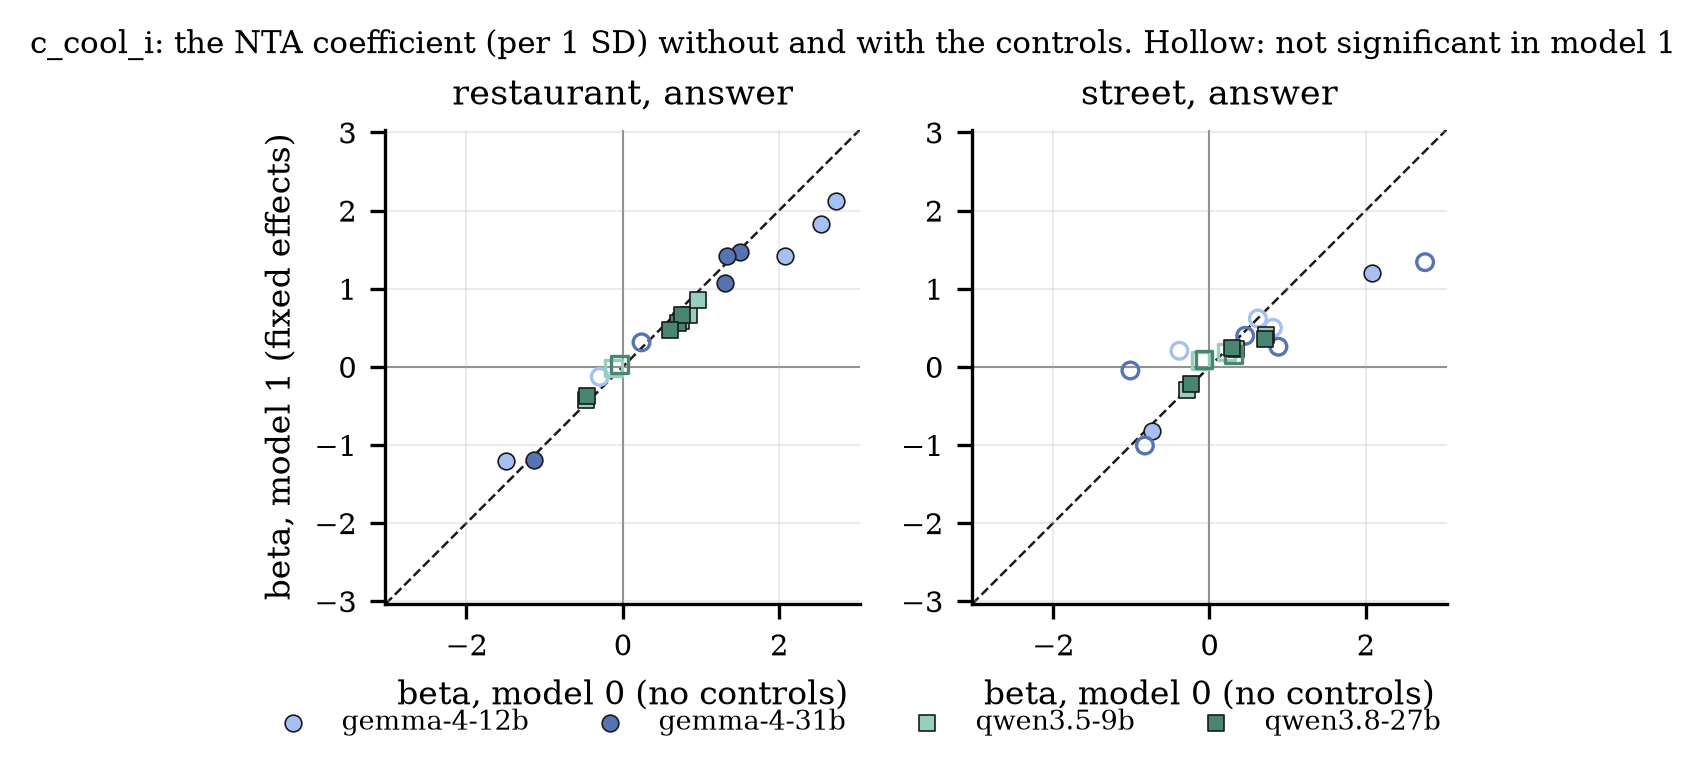 c_cool_i: the NTA coefficient (per 1 SD) without and with the controls. Hollow: not significant in model 1
restaurant, answer
street, answer
beta, model 1 (fixed effects)
3
2
1
0
−1
−2
−3
−2
0
2
3
2
1
0
−1
−2
−3
−2
0
2
beta, model 0 (no controls)
beta, model 0 (no controls)
gemma-4-12b
gemma-4-31b
qwen3.5-9b
qwen3.8-27b